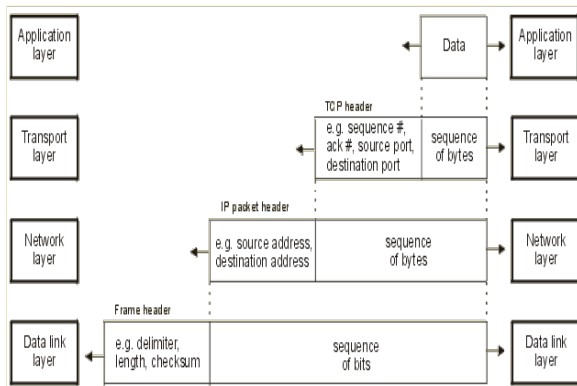 Application
layer
Data
Application
layer
TCP header
Transport
layer
e.g. sequence #,
ack #, source port,
destination port
sequence
of bytes
Transport
layer
IP packet header
Network
layer
e.g. source address,
destination address
sequence
of bytes
Network
layer
Frame header
Data link
layer
e.g. delimiter,
length, checksum
sequence
of bits
Data link
layer